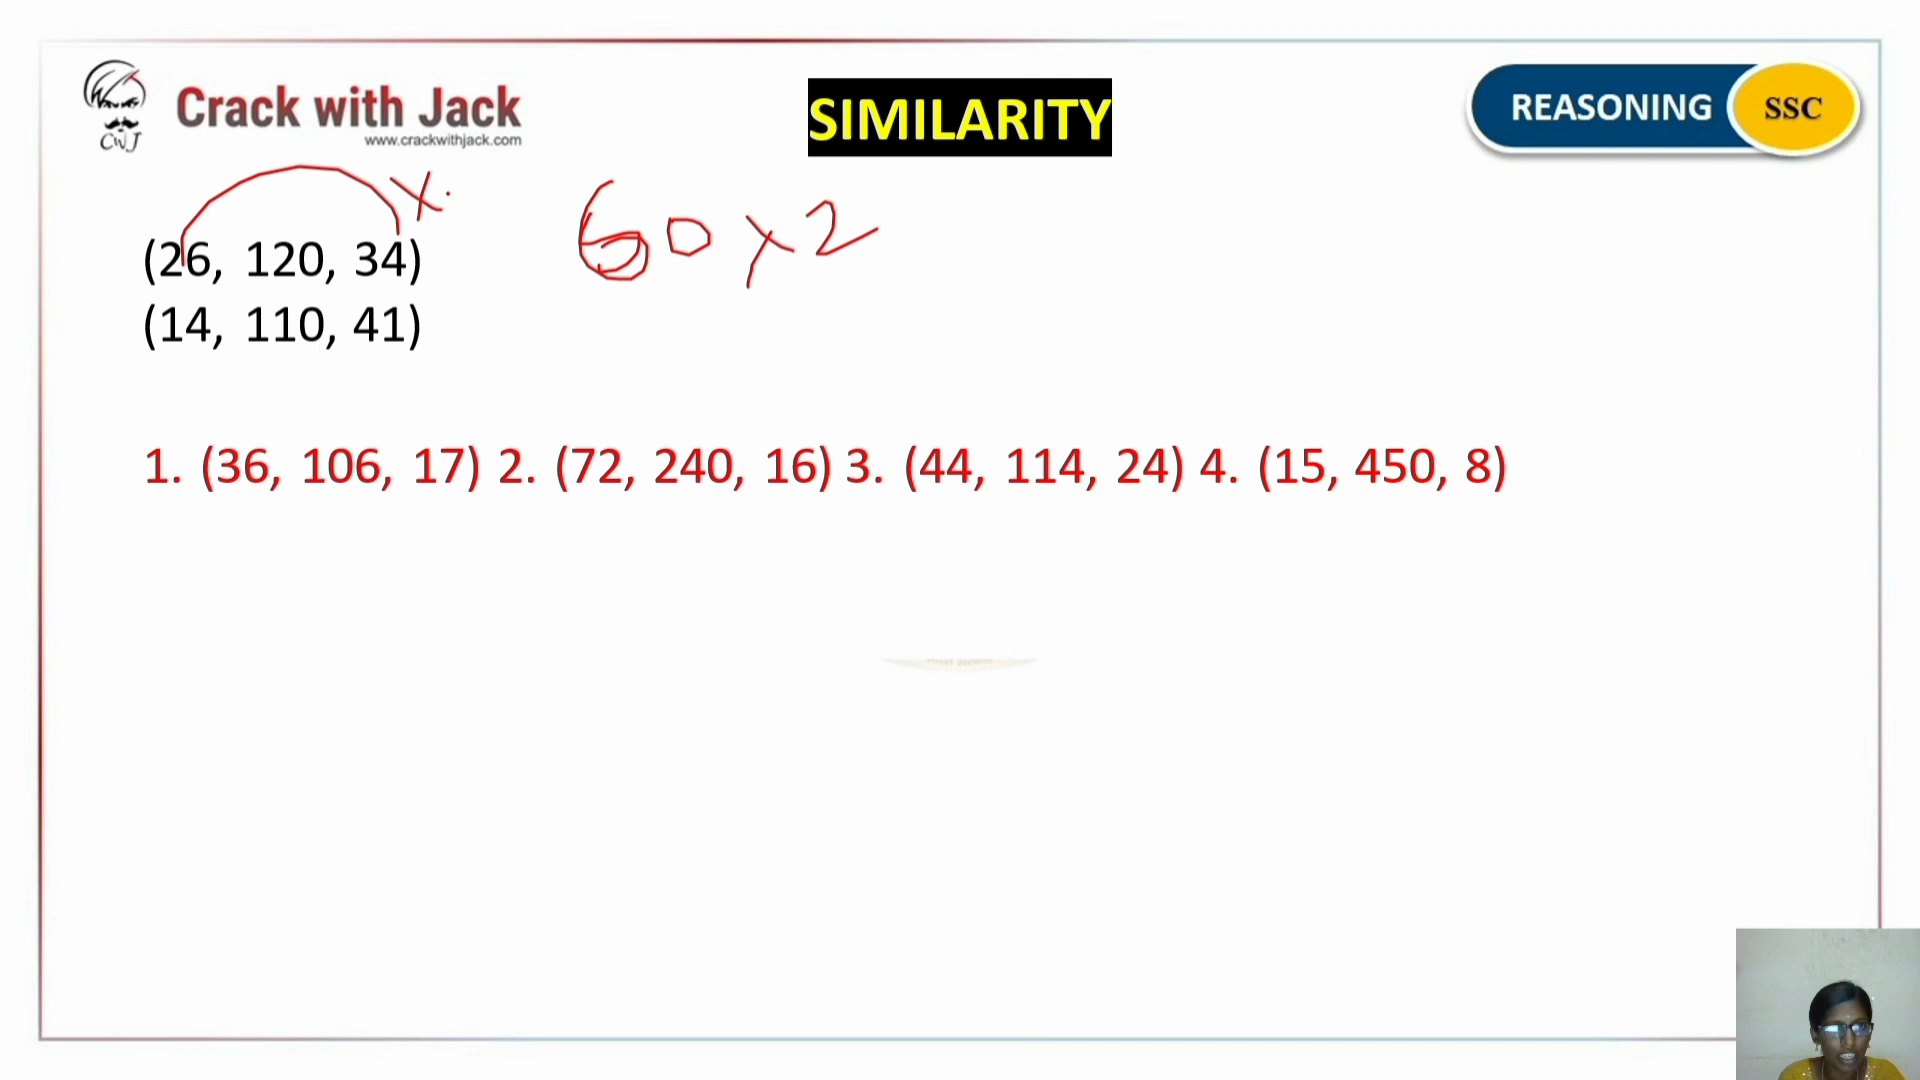 Crack with Jack
www.crackwithjack.com
CWJ
SIMILARITY
REASONING SSC
x
(26, 120, 34)
60 x 2
(14, 110, 41)
1. (36, 106, 17) 2. (72, 240, 16) 3. (44, 114, 24) 4. (15, 450, 8)